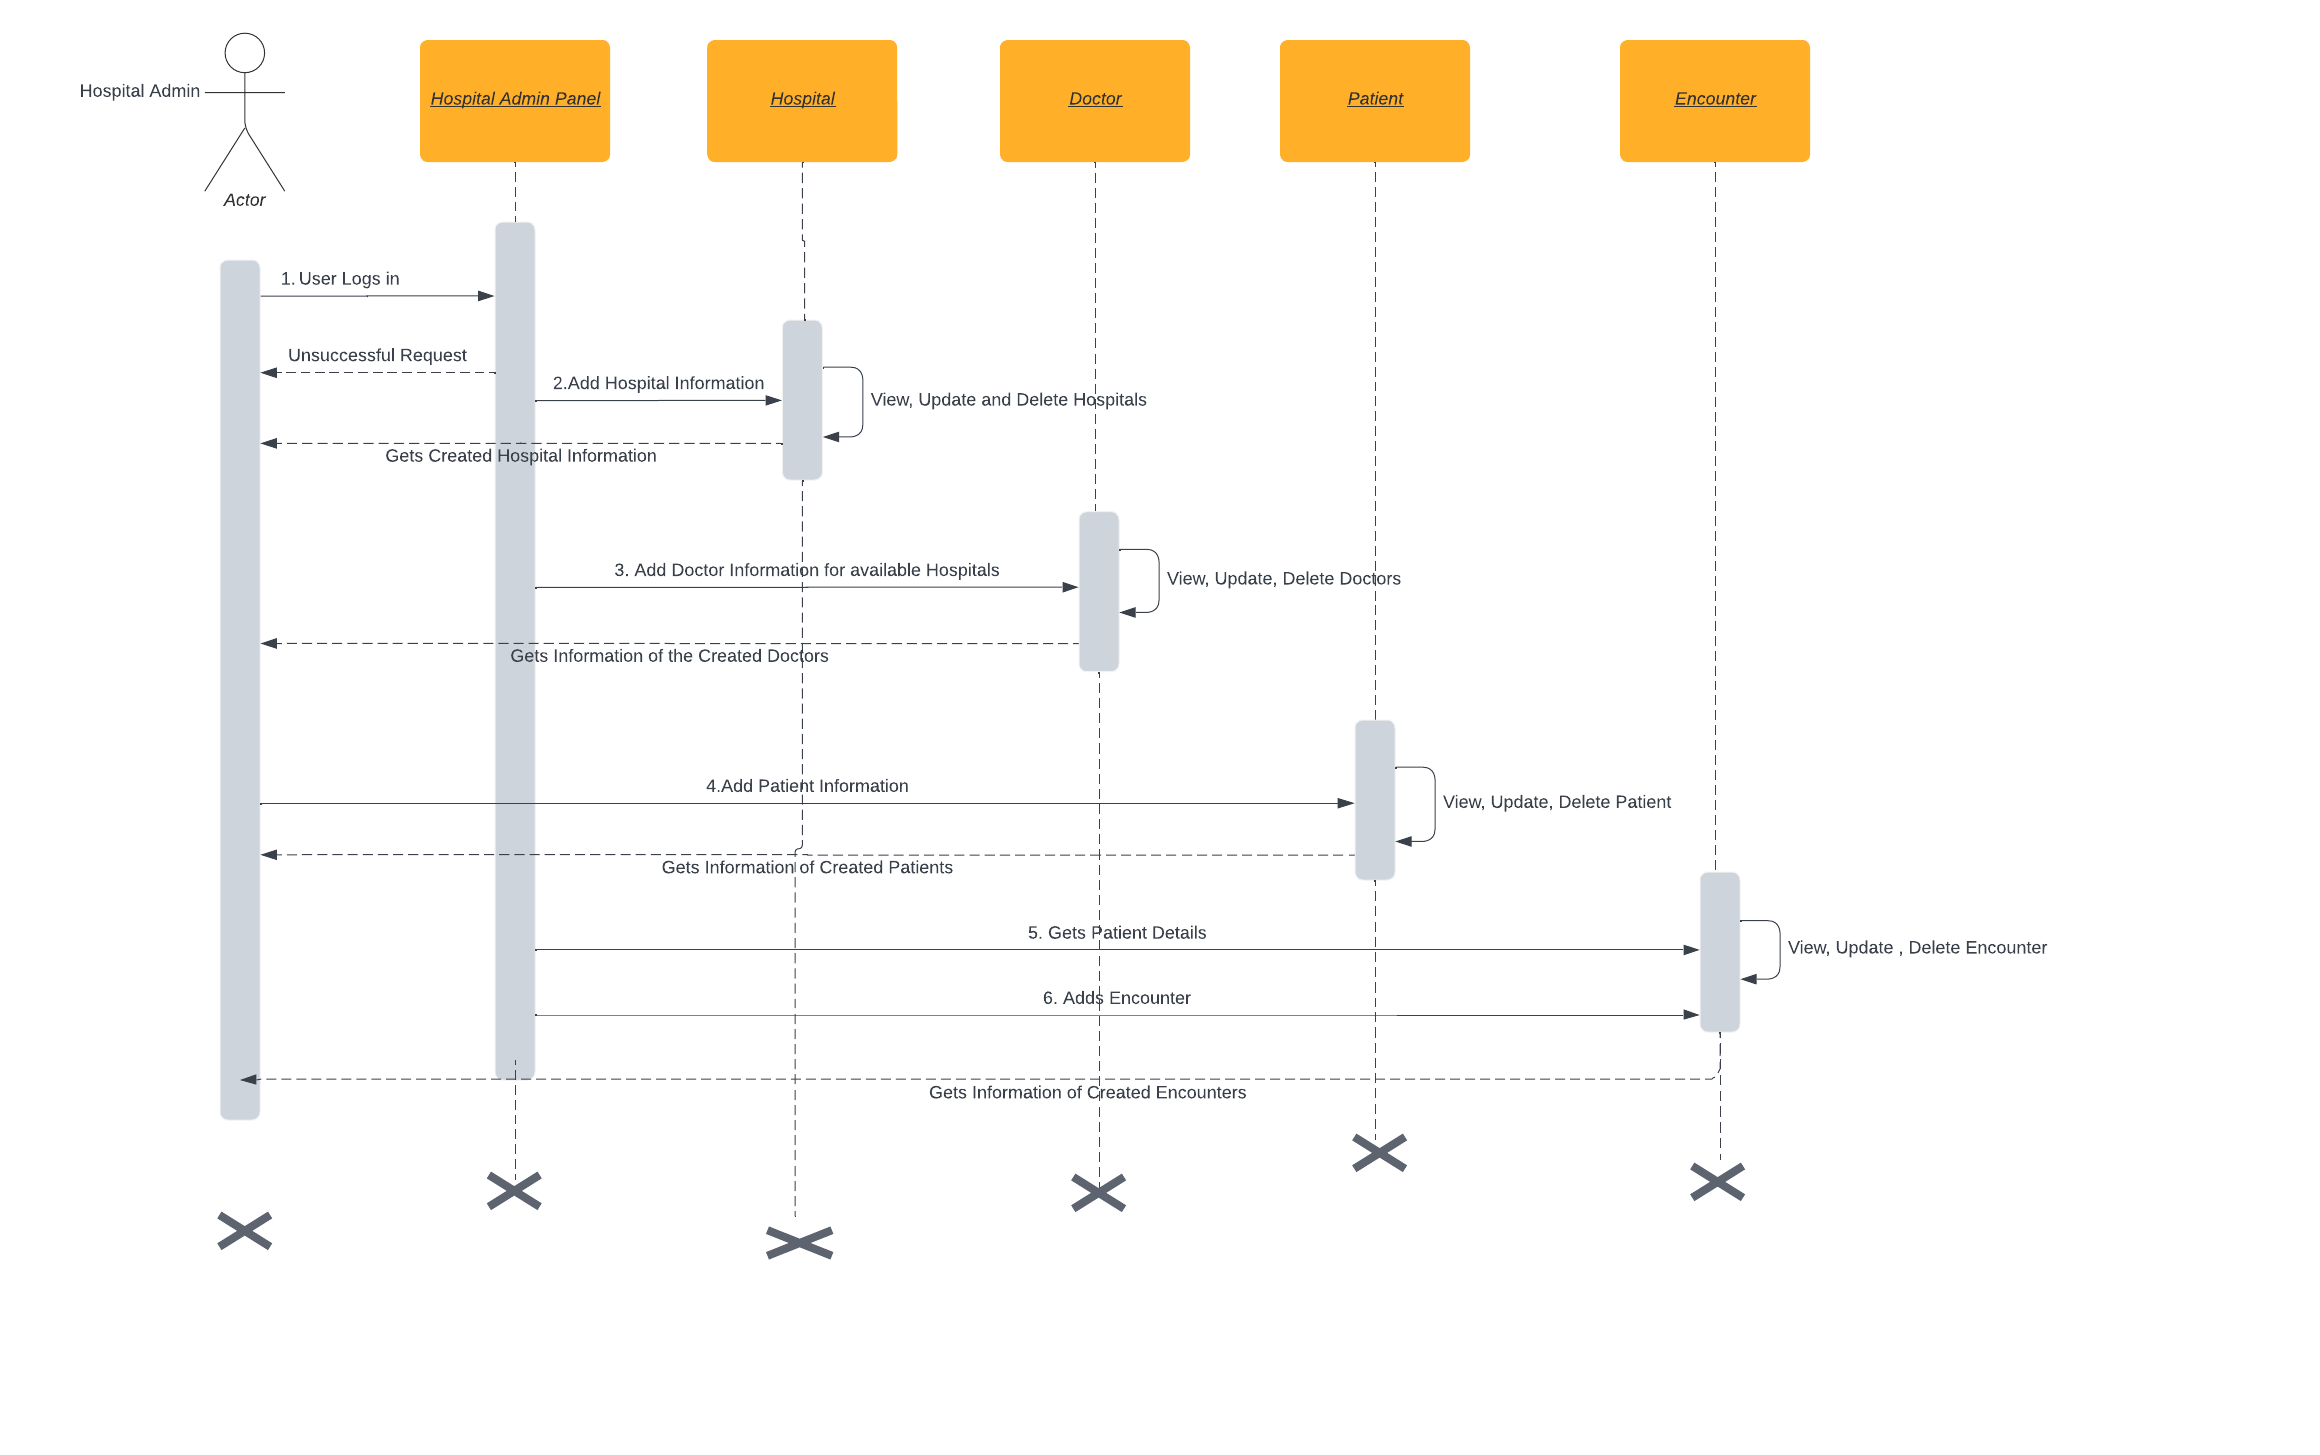 Hospital Admin
Actor
Hospital Admin Panel
Hospital
Doctor
Patient
Encounter
1. User Logs in
Unsuccessful Request
2.Add Hospital Information
View, Update and Delete Hospitals
Gets Created Hospital Information
3. Add Doctor Information for available Hospitals
View, Update, Delete Doctors
Gets Information of the Created Doctors
4.Add Patient Information
View, Update, Delete Patient
Gets Information of Created Patients
5. Gets Patient Details
View, Update , Delete Encounter
6. Adds Encounter
Gets Information of Created Encounters